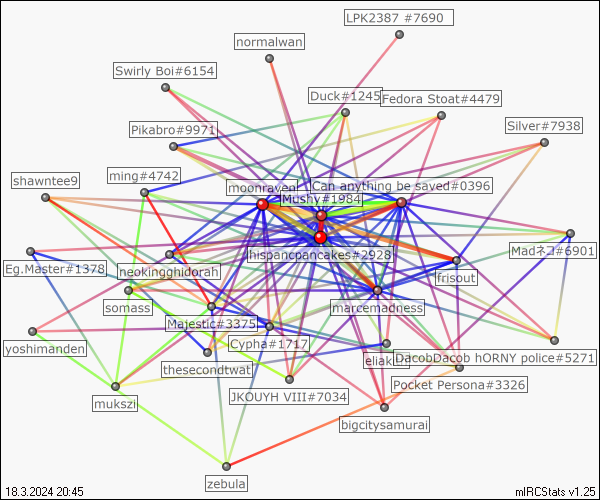 LPK2387 #7690
normalwan
Swirly Boi#6154
Duck#1245
Fedora Stoat#4479
Pikabro#9971
Silver#7938
shawntee9
ming#4742
moonraven
Can anything be saved#0396
Mushy#1984
hispancpancakes#2928
Madネコ#6901
Eg.Master#1378
neokingghidorah
frisout
somass
marcemadness
Majestic#3375
Cypha#1717
yoshimanden
thesecondtwat
DacobDacob hORNY police#5271
Pocket Persona#3326
mukszi
JKOUYH VIII#7034
bigcitysamurai
zebula
18.3.2024 20:45
mIRCStats v1.25